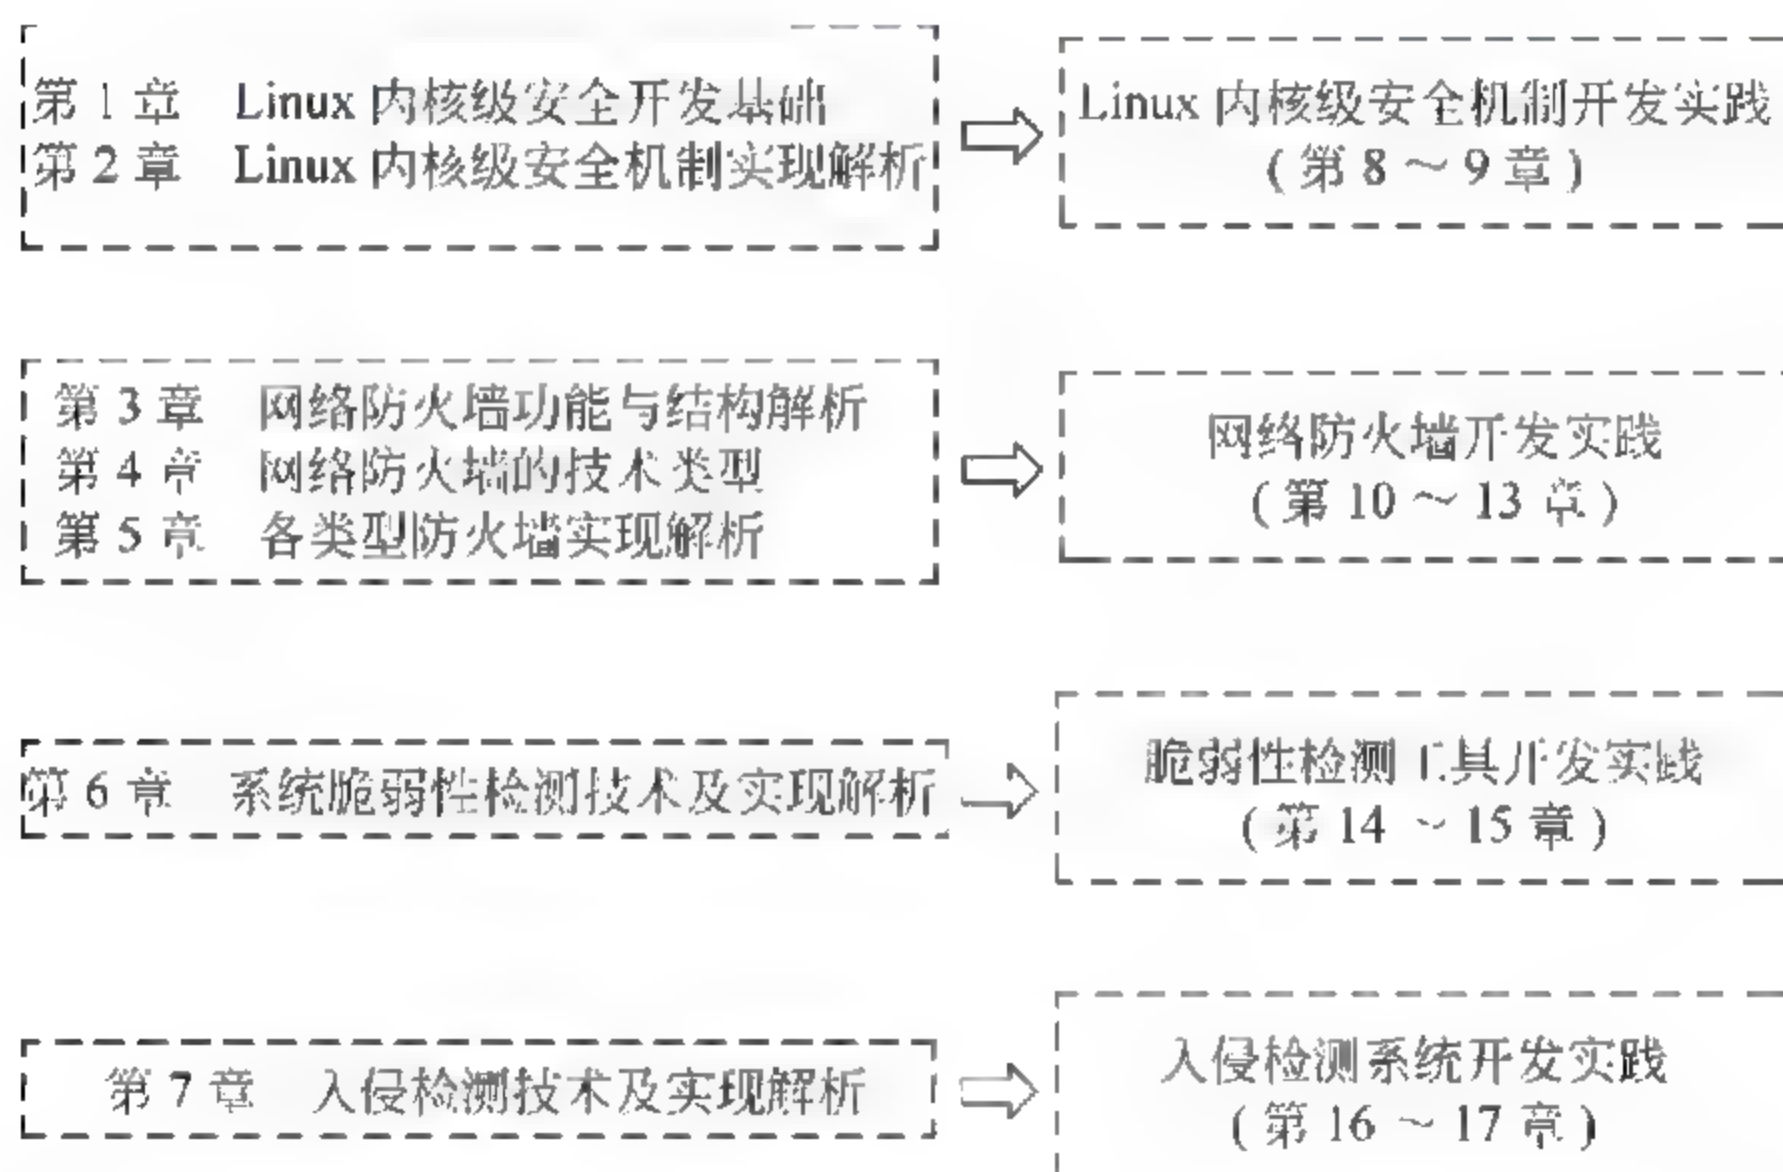 第 1 章 Linux 内核级安全开发基础
第 2 章 Linux 内核级安全机制实现解析
Linux 内核级安全机制开发实践
( 第 8 ～ 9 章 )
第 3 章 网络防火墙功能与结构解析
第 4 章 网络防火墙的技术类型
第 5 章 各类型防火墙实现解析
网络防火墙开发实践
( 第 10 ～ 13 章 )
第 6 章 系统脆弱性检测技术及实现解析
脆弱性检测工具开发实践
( 第 14 ～ 15 章 )
第 7 章 入侵检测技术及实现解析
入侵检测系统开发实践
( 第 16 ～ 17 章 )